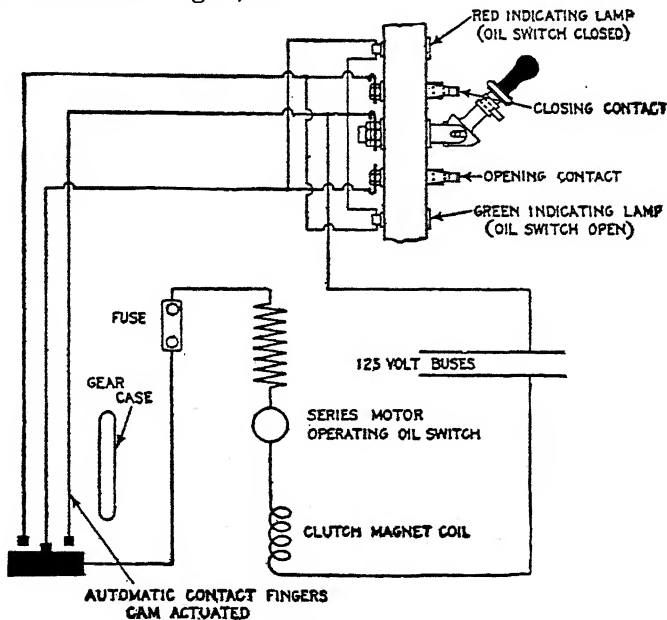 RED INDICATING LAMP
(OIL SWITCH CLOSED)
CLOSING CONTACT
OPENING CONTACT
GREEN INDICATING LAMP
(OIL SWITCH OPEN)
FUSE
125 VOLT BUSES
GEAR
CASE
SERIES MOTOR
OPERATING OIL SWITCH
CLUTCH MAGNET COIL
AUTOMATIC CONTACT FINGERS
CAM ACTUATED